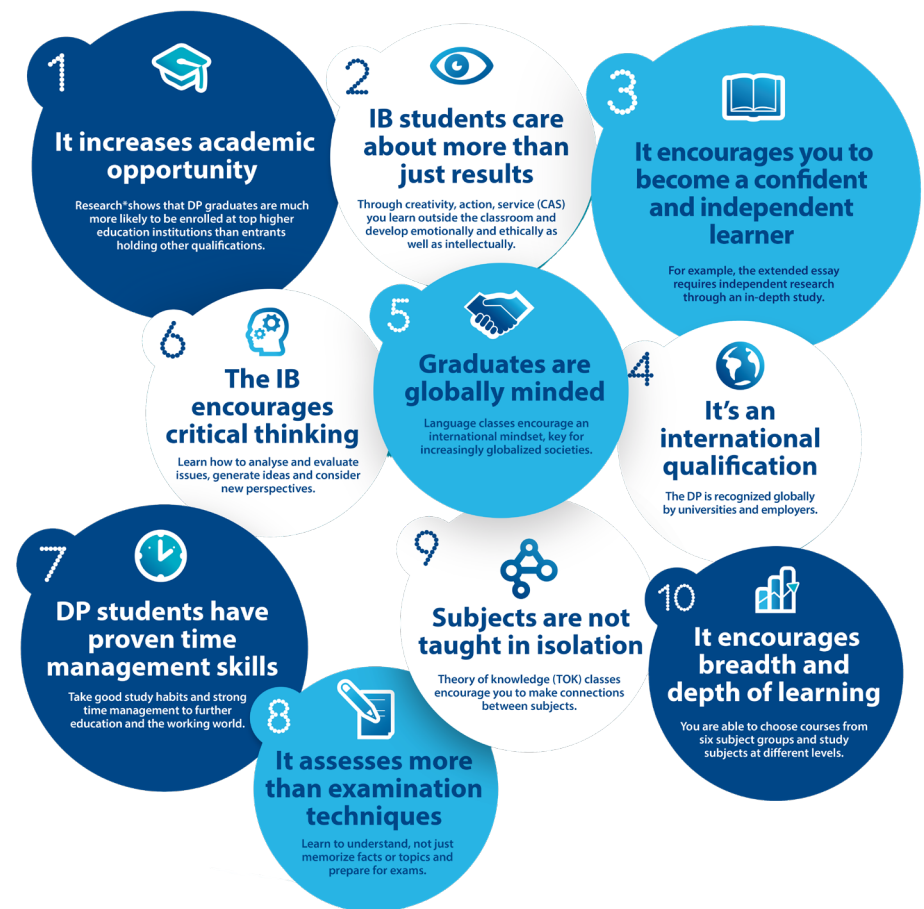 1
It increases academic
opportunity
Research*shows that DP graduates are much
more likely to be enrolled at top higher
education institutions than entrants
holding other qualifications.
2
IB students care
about more than
just results
Through creativity, action, service (CAS)
you learn outside the classroom and
develop emotionally and ethically as
well as intellectually.
3
It encourages you to
become a confident
and independent
learner
For example, the extended essay
requires independent research
through an in-depth study.
4
It's an
international
qualification
The DP is recognized globally
by universities and employers.
5
Graduates are
globally minded
Language classes encourage an
international mindset, key for
increasingly globalized societies.
6
The IB
encourages
critical thinking
Learn how to analyse and evaluate
issues, generate ideas and consider
new perspectives.
7
DP students have
proven time
management skills
Take good study habits and strong
time management to further
education and the working world.
8
It assesses more
than examination
techniques
Learn to understand, not just
memorize facts or topics and
prepare for exams.
9
Subjects are not
taught in isolation
Theory of knowledge (TOK) classes
encourage you to make connections
between subjects.
10
It encourages
breadth and
depth of learning
You are able to choose courses from
six subject groups and study
subjects at different levels.